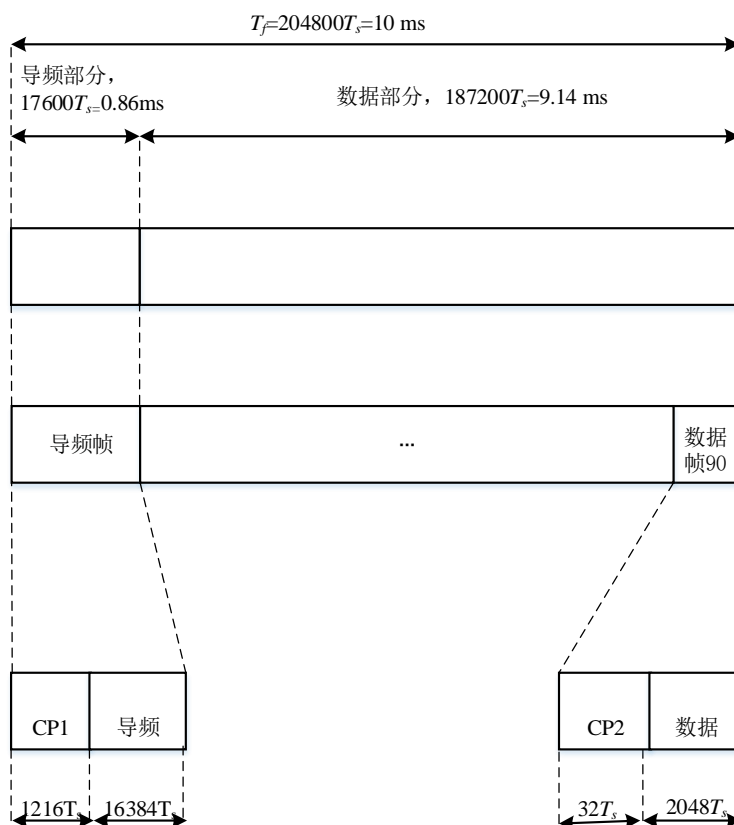 T_f=204800T_s=10 ms
导频部分，
17600T_s=0.86ms
数据部分，187200T_s=9.14 ms
导频帧
...
数据
帧90
CP1
导频
CP2
数据
1216T_s
16384T_s
32T_s
2048T_s